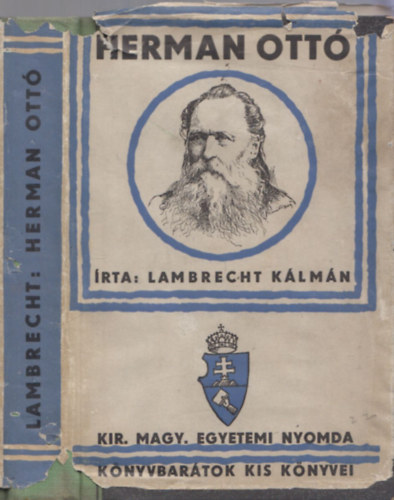 LAMBRECHT: HERMAN OTTÓ
HERMAN OTTÓ
ÍRTA: LAMBRECHT KÁLMÁN
KIR. MAGY. EGYETEMI NYOMDA
KÖNYVBARÁTOK KIS KÖNYVEI